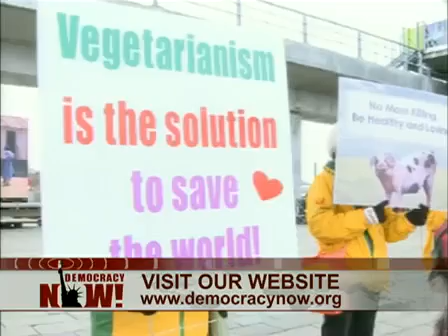 Vegetarianism
is the solution
to save
the world!
No More Killing,
Be Healthy and
DEMOCRACY
NOW!
VISIT OUR WEBSITE
www.democracynow.org